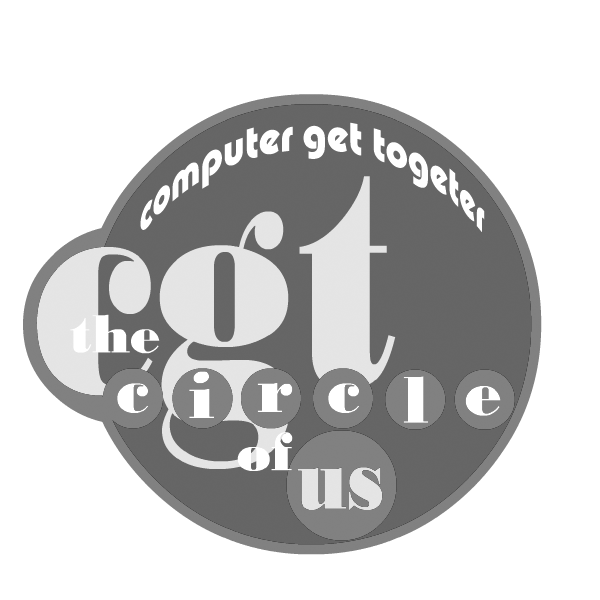 computer get togeter
cgt
the
circle
of
us